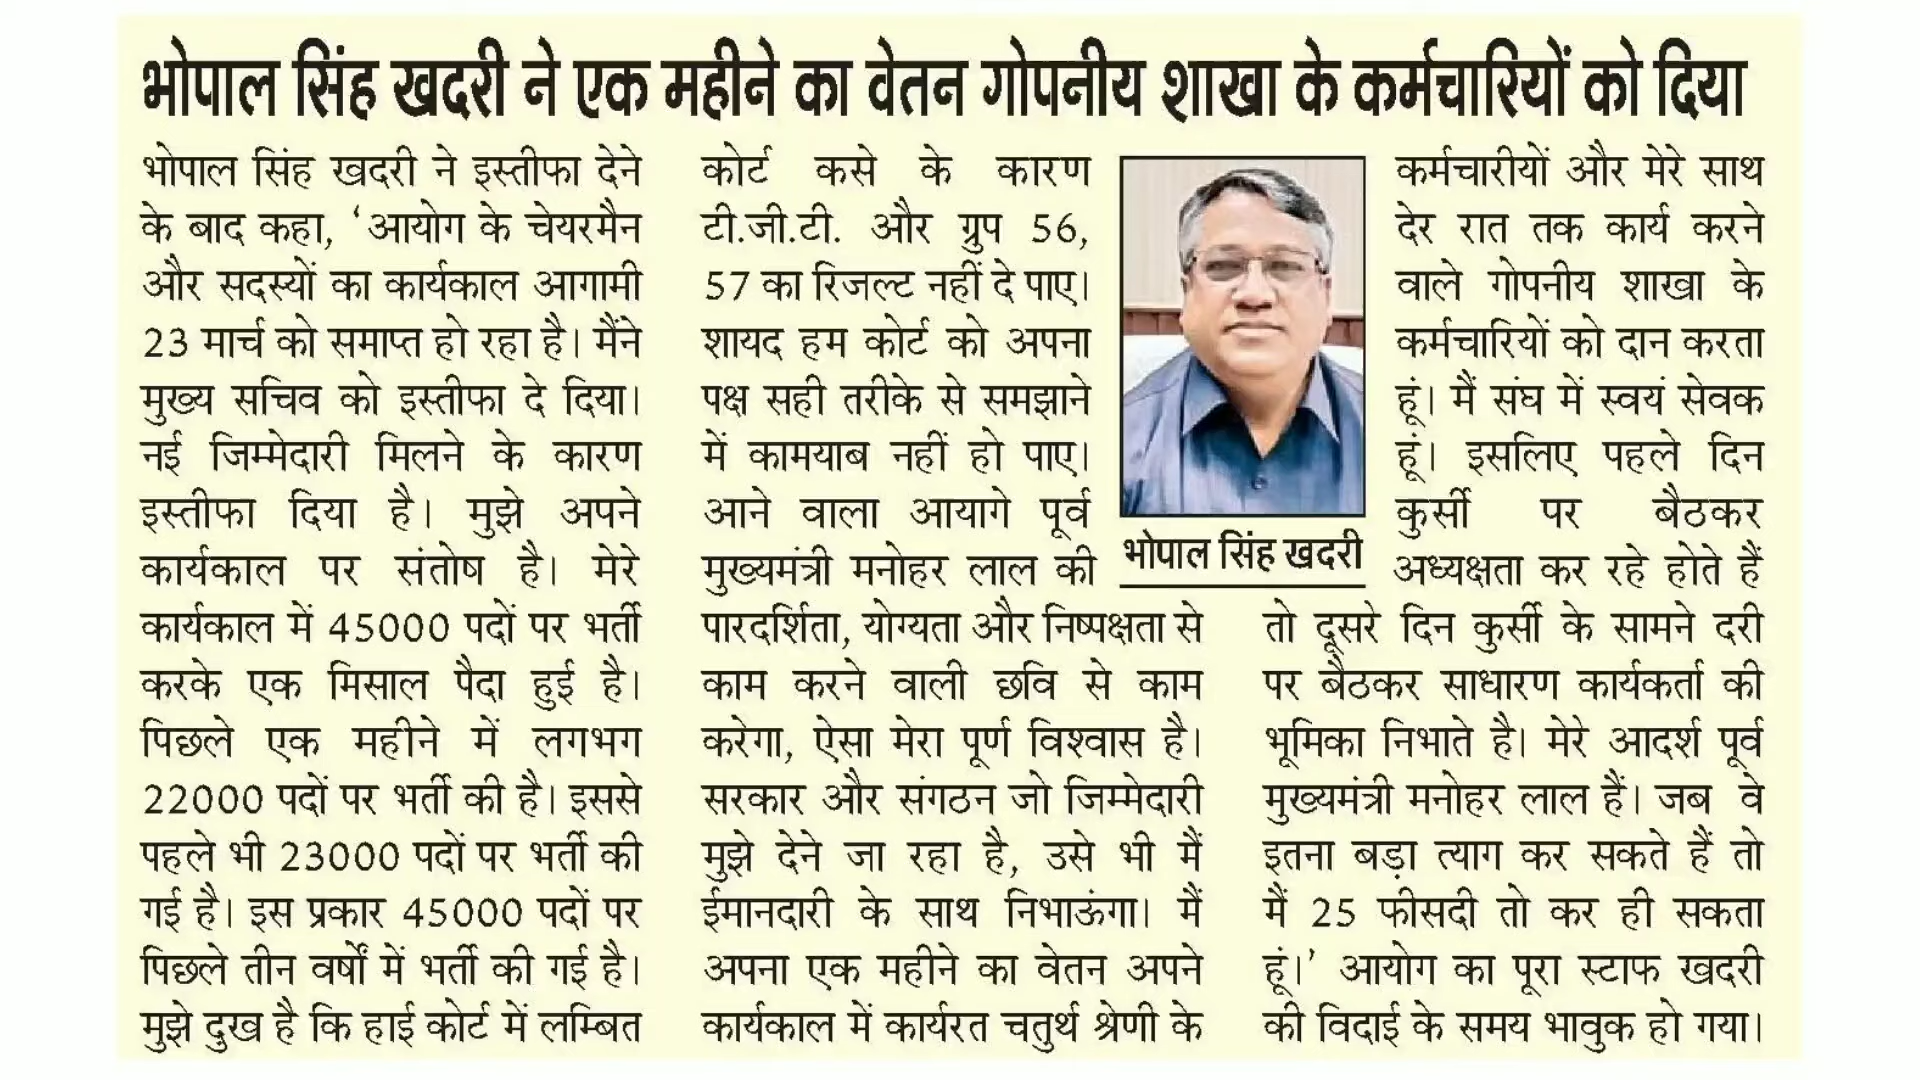 भोपाल सिंह खदरी ने एक महीने का वेतन गोपनीय शाखा के कर्मचारियों को दिया
भोपाल सिंह खदरी ने इस्तीफा देने
के बाद कहा, ‘आयोग के चेयरमैन
और सदस्यों का कार्यकाल आगामी
23 मार्च को समाप्त हो रहा है। मैंने
मुख्य सचिव को इस्तीफा दे दिया।
नई जिम्मेदारी मिलने के कारण
इस्तीफा दिया है। मुझे अपने
कार्यकाल पर संतोष है। मेरे
कार्यकाल में 45000 पदों पर भर्ती
करके एक मिसाल पैदा हुई है।
पिछले एक महीने में लगभग
22000 पदों पर भर्ती की है। इससे
पहले भी 23000 पदों पर भर्ती की
गई है। इस प्रकार 45000 पदों पर
पिछले तीन वर्षों में भर्ती की गई है।
मुझे दुख है कि हाई कोर्ट में लम्बित
कोर्ट कसे के कारण
टी.जी.टी. और ग्रुप 56,
57 का रिजल्ट नहीं दे पाए।
शायद हम कोर्ट को अपना
पक्ष सही तरीके से समझाने
में कामयाब नहीं हो पाए।
आने वाला आयागे पूर्व
मुख्यमंत्री मनोहर लाल की
पारदर्शिता, योग्यता और निष्पक्षता से
काम करने वाली छवि से काम
करेगा, ऐसा मेरा पूर्ण विश्वास है।
सरकार और संगठन जो जिम्मेदारी
मुझे देने जा रहा है, उसे भी मैं
ईमानदारी के साथ निभाऊंगा। मैं
अपना एक महीने का वेतन अपने
कार्यकाल में कार्यरत चतुर्थ श्रेणी के
भोपाल सिंह खदरी
कर्मचारीयों और मेरे साथ
देर रात तक कार्य करने
वाले गोपनीय शाखा के
कर्मचारियों को दान करता
हूं। मैं संघ में स्वयं सेवक
हूं। इसलिए पहले दिन
कुर्सी पर बैठकर
अध्यक्षता कर रहे होते हैं
तो दूसरे दिन कुर्सी के सामने दरी
पर बैठकर साधारण कार्यकर्ता की
भूमिका निभाते है। मेरे आदर्श पूर्व
मुख्यमंत्री मनोहर लाल हैं। जब वे
इतना बड़ा त्याग कर सकते हैं तो
मैं 25 फीसदी तो कर ही सकता
हूं।’ आयोग का पूरा स्टाफ खदरी
की विदाई के समय भावुक हो गया।